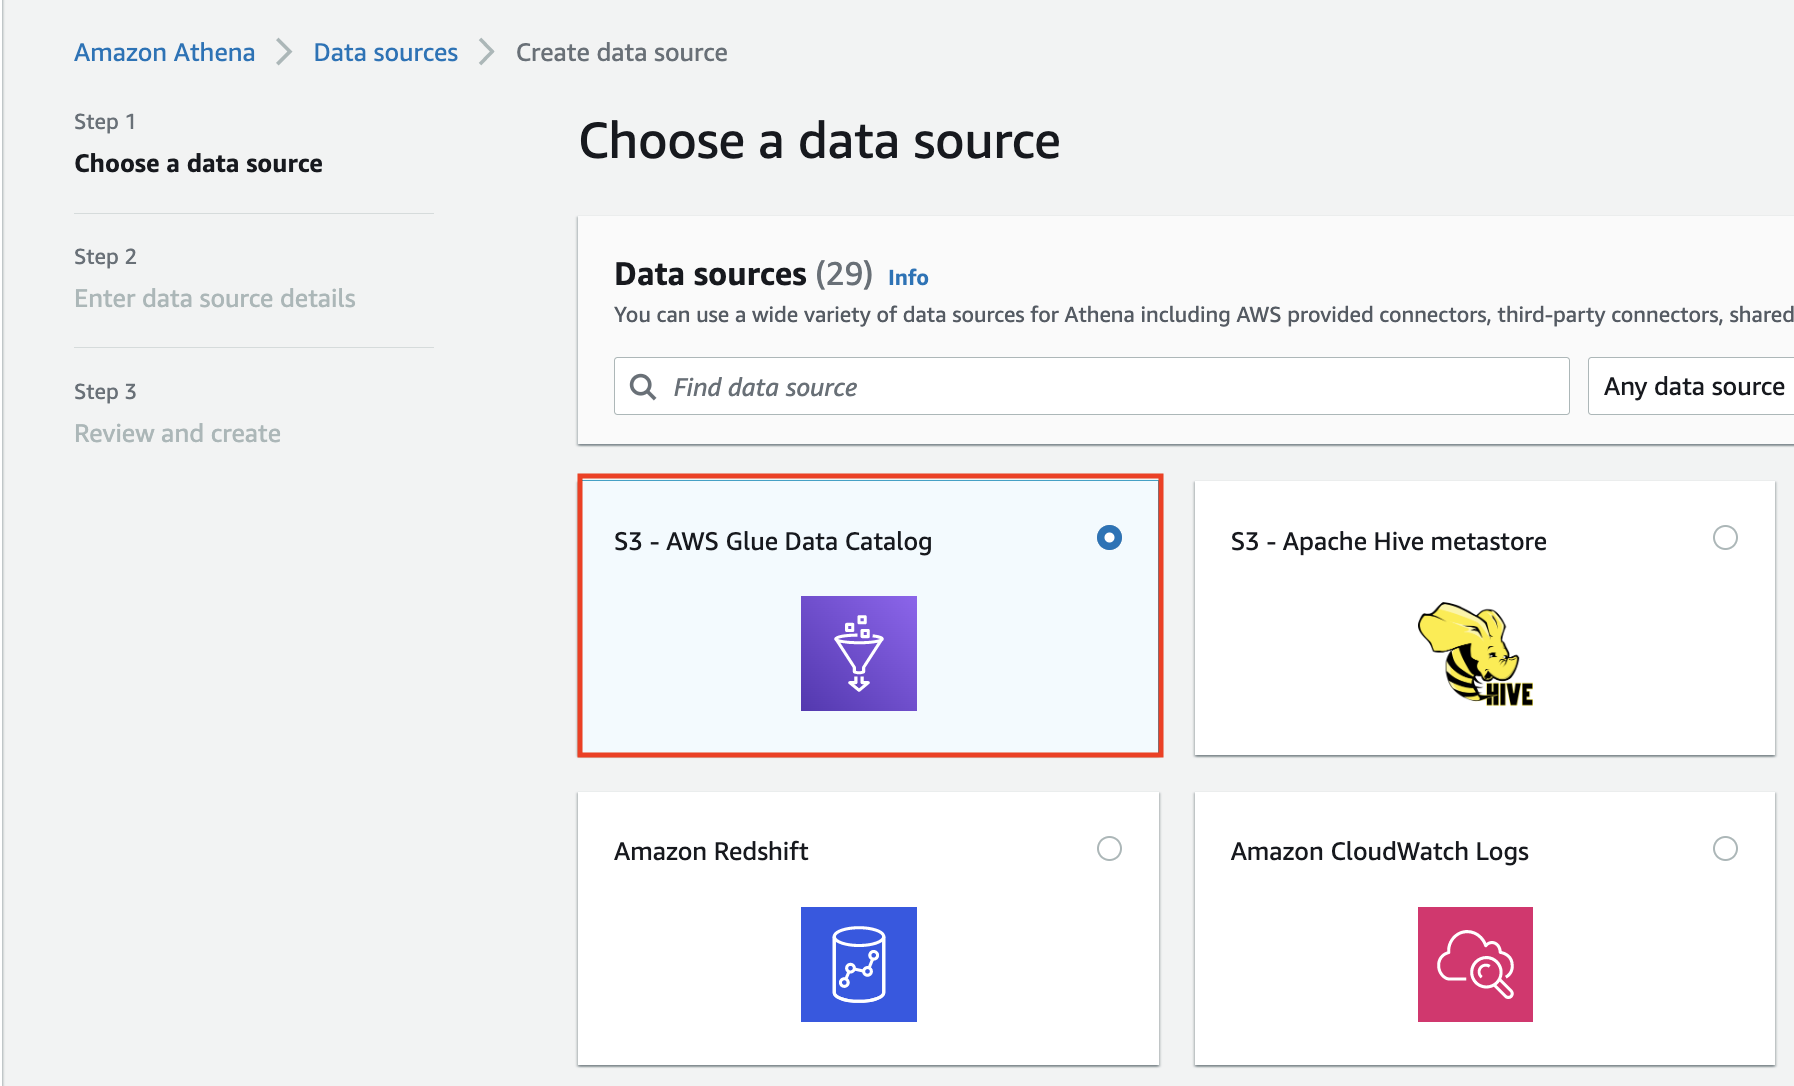 Amazon Athena
Data sources
Create data source
Step 1
Choose a data source
Step 2
Enter data source details
Step 3
Review and create
Choose a data source
Data sources (29) Info
You can use a wide variety of data sources for Athena including AWS provided connectors, third-party connectors, shared
Find data source
Any data source
S3 - AWS Glue Data Catalog
S3 - Apache Hive metastore
HIVE
Amazon Redshift
Amazon CloudWatch Logs